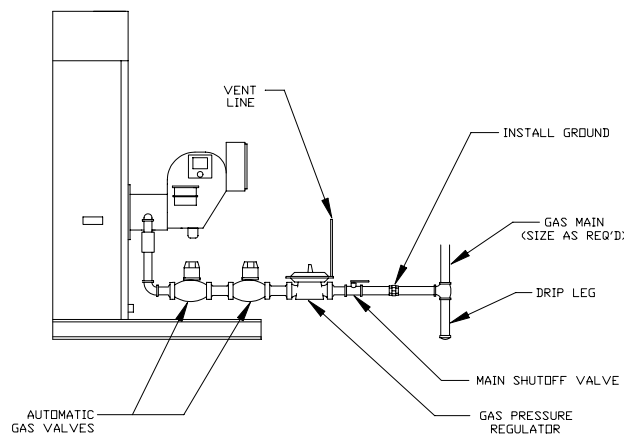 VENT
LINE
INSTALL GROUND
GAS MAIN
(SIZE AS REQ'D)
DRIP LEG
MAIN SHUTOFF VALVE
GAS PRESSURE
REGULATOR
AUTOMATIC
GAS VALVES